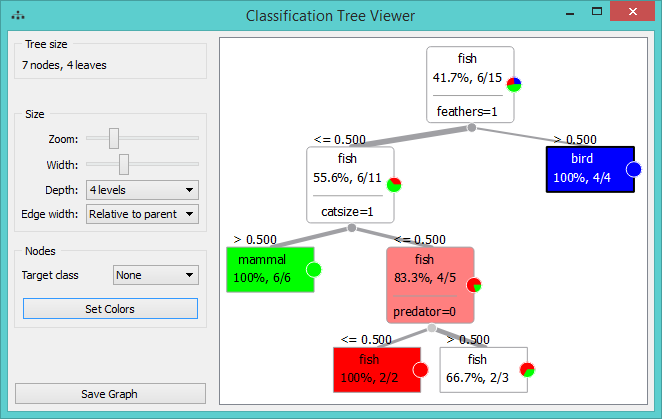 Classification Tree Viewer
Tree size
7 nodes, 4 leaves
Size
Zoom:
Width:
Depth: 4 levels
Edge width: Relative to parent
Nodes
Target class None
Set Colors
Save Graph
fish
41.7%, 6/15
feathers=1
<= 0.500 > 0.500
fish
55.6%, 6/11
catsize=1
bird
100%, 4/4
> 0.500 <= 0.500
mammal
100%, 6/6
fish
83.3%, 4/5
predator=0
<= 0.500 > 0.500
fish
100%, 2/2
fish
66.7%, 2/3